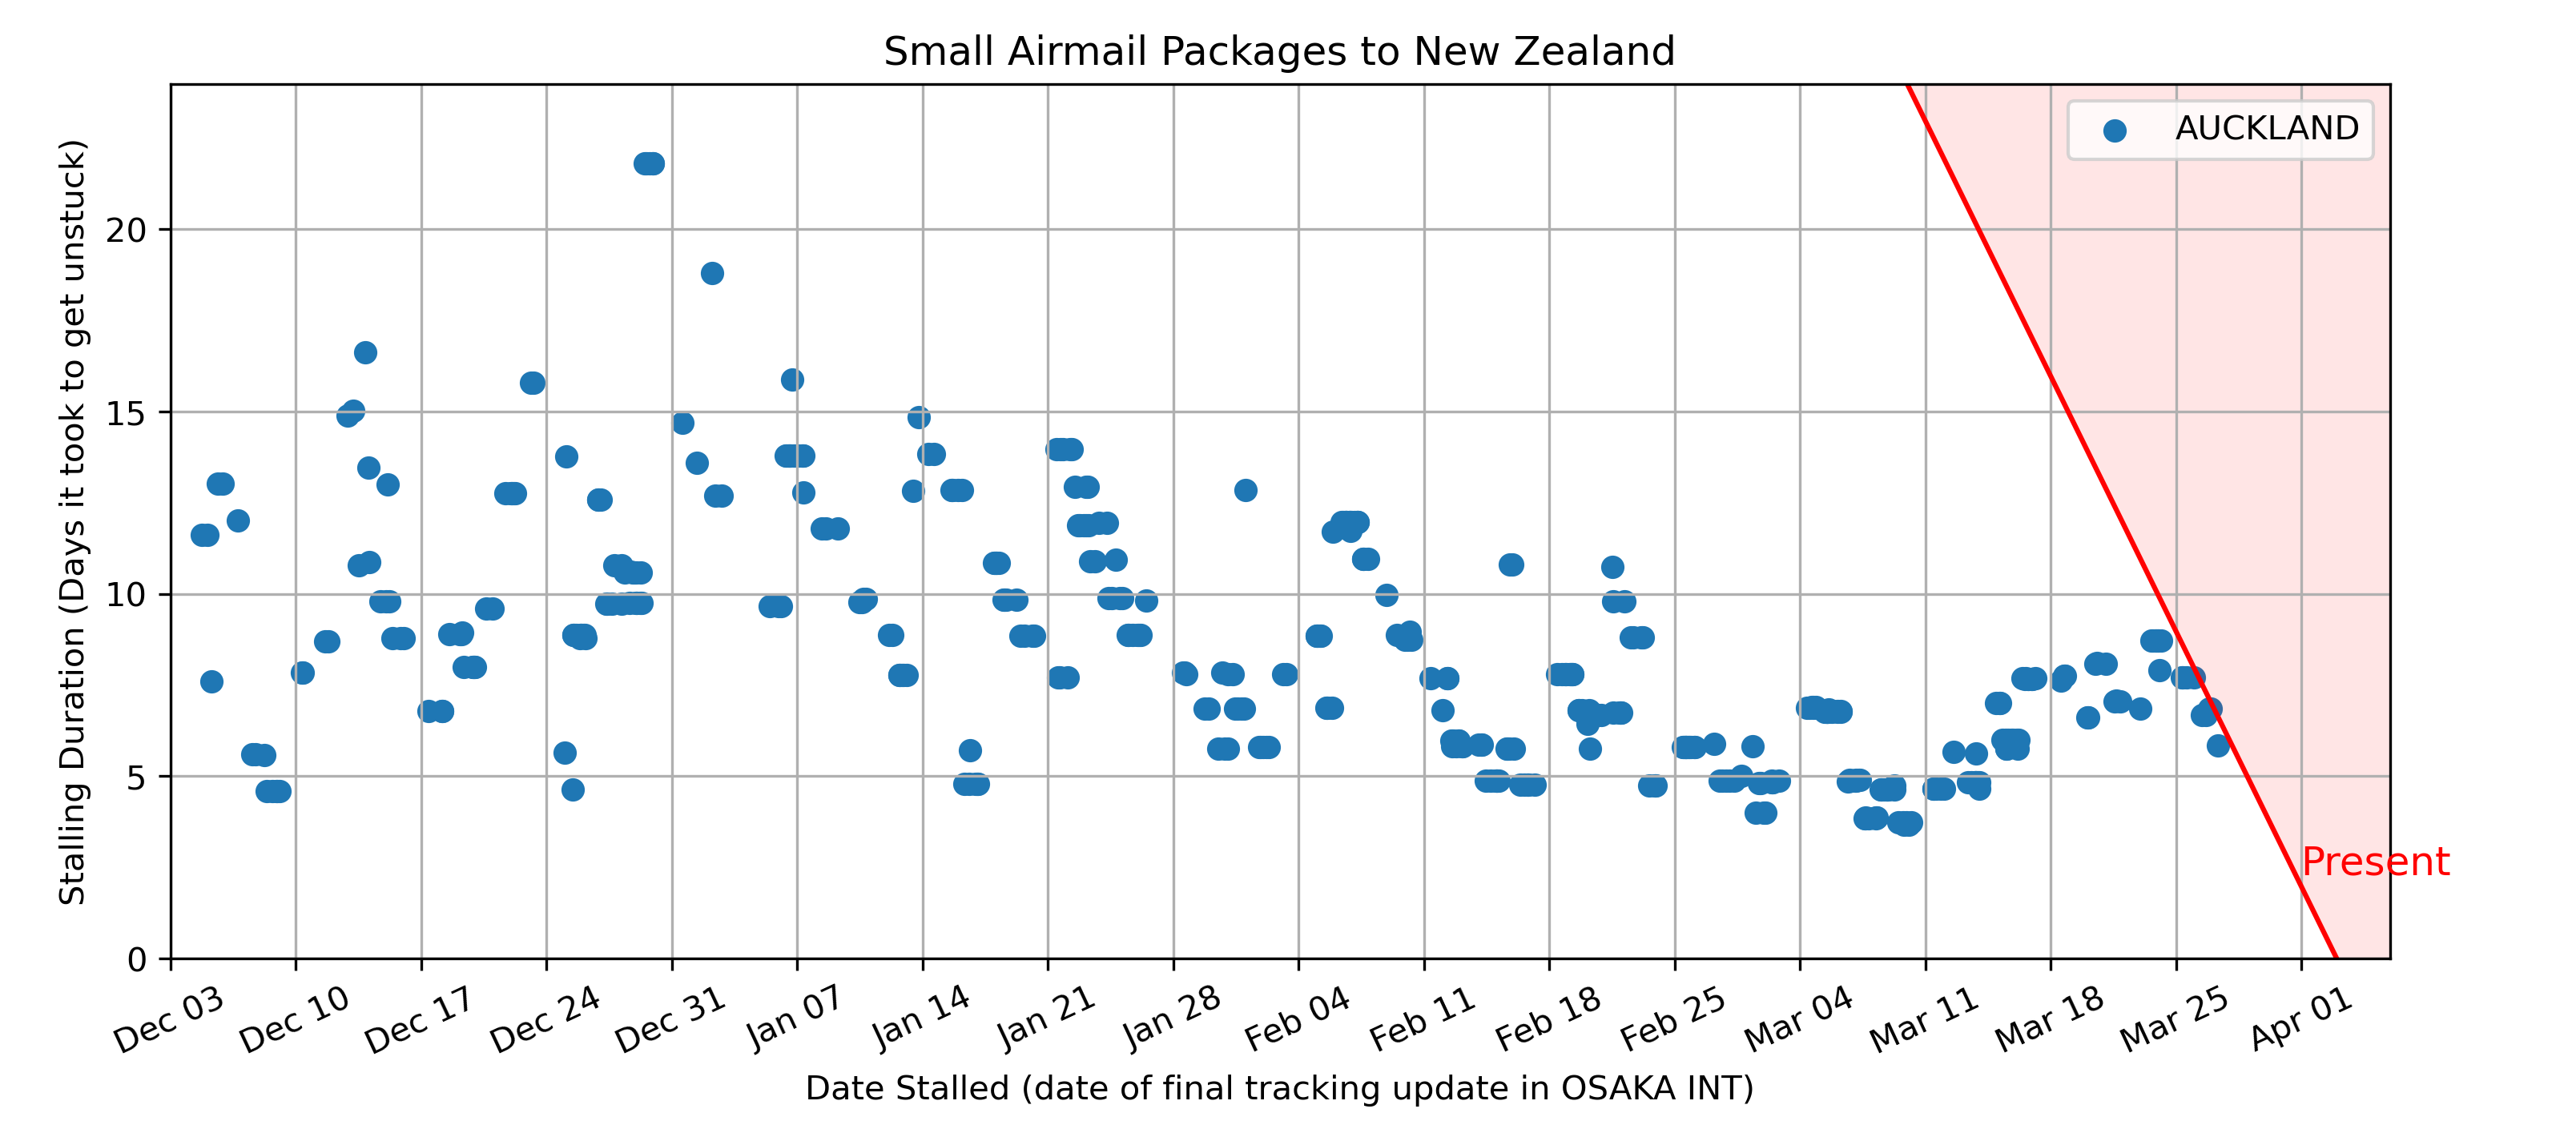 Small Airmail Packages to New Zealand
AUCKLAND
Stalling Duration (Days it took to get unstuck)
20
15
10
5
0
Present
Dec 03
Dec 10
Dec 17
Dec 24
Dec 31
Jan 07
Jan 14
Jan 21
Jan 28
Feb 04
Feb 11
Feb 18
Feb 25
Mar 04
Mar 11
Mar 18
Mar 25
Apr 01
Date Stalled (date of final tracking update in OSAKA INT)